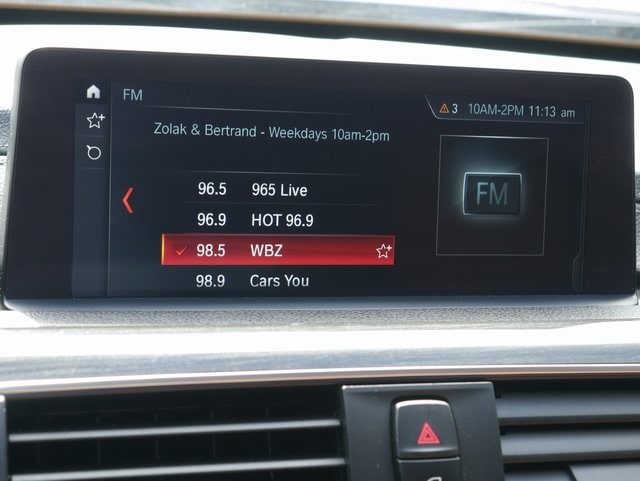 FM
3 10AM-2PM 11:13 am
Zolak & Bertrand - Weekdays 10am-2pm
96.5 965 Live
96.9 HOT 96.9
98.5 WBZ
98.9 Cars You
FM